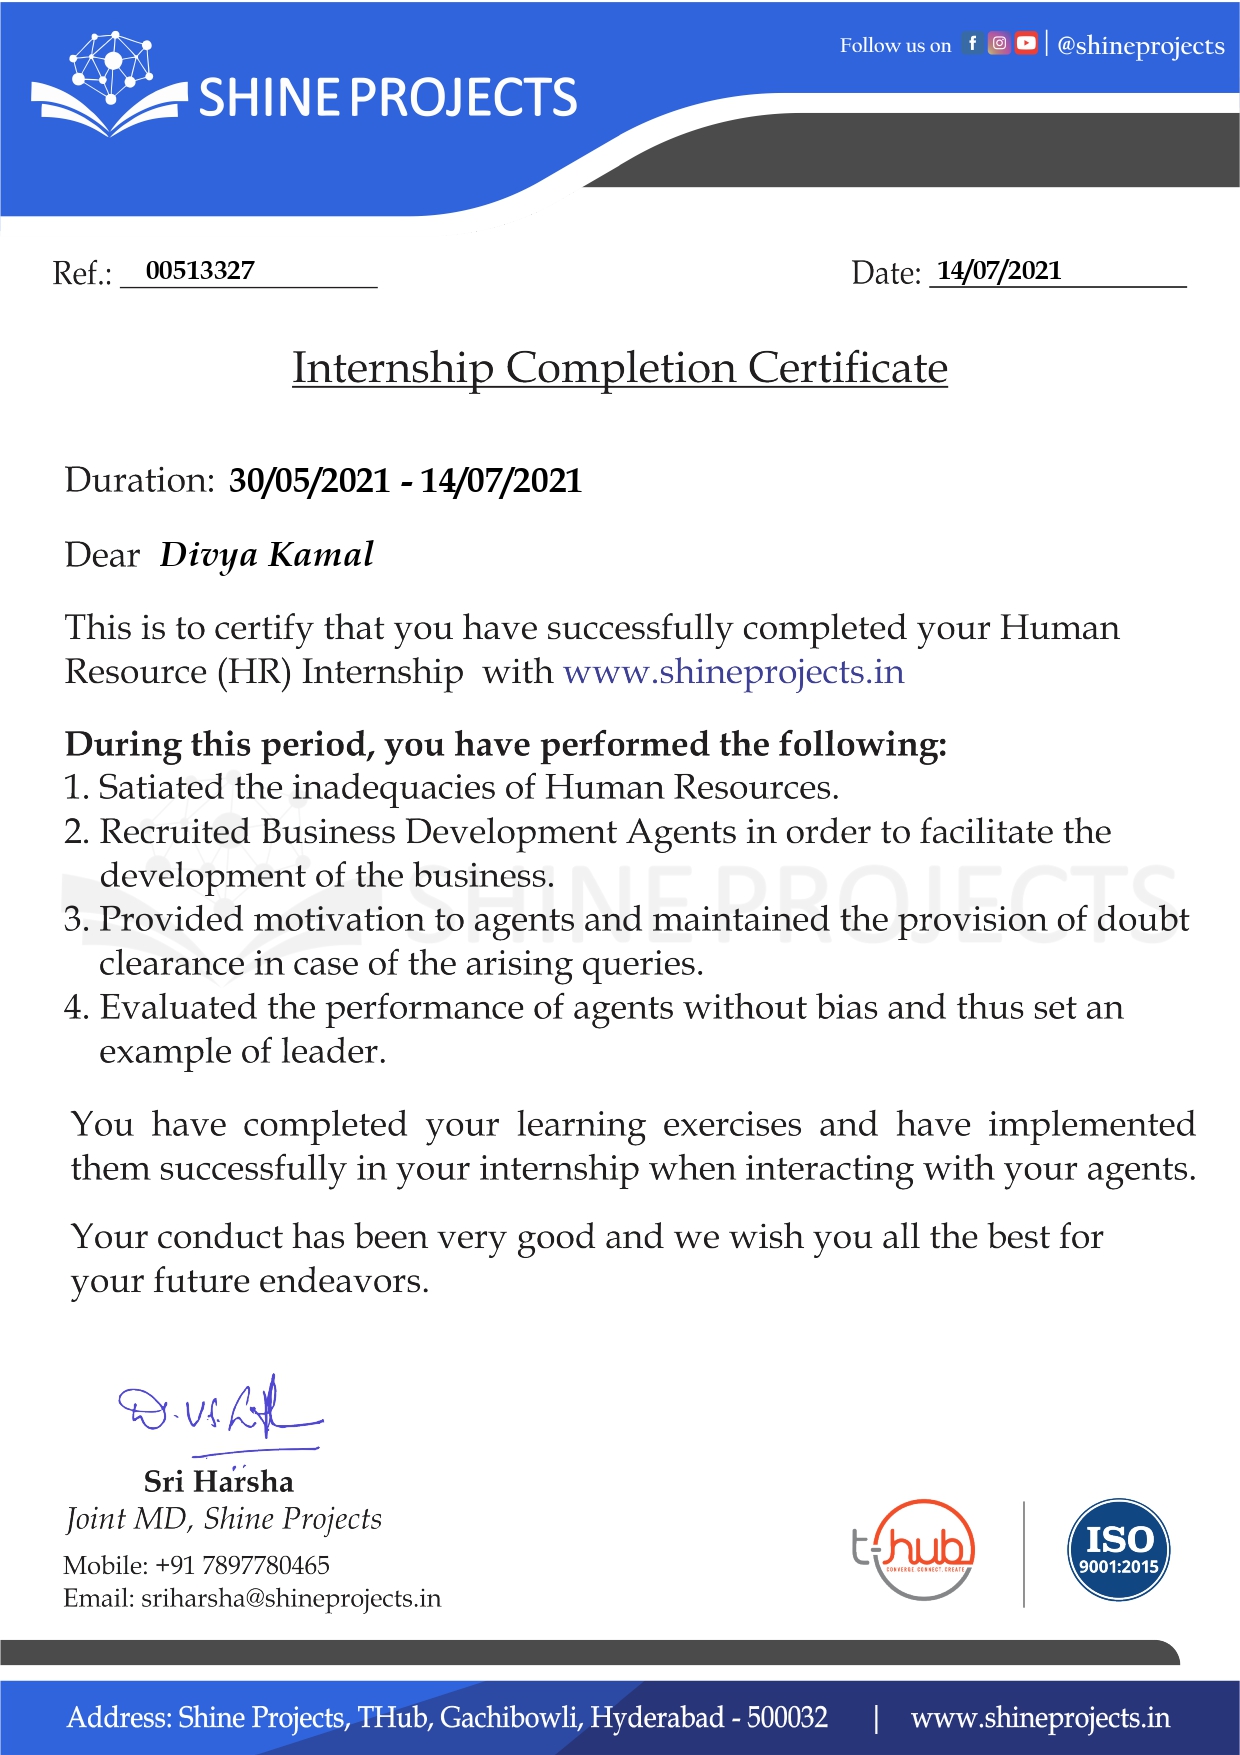 SHINE PROJECTS
Follow us on | @shineprojects
Ref.: 00513327
Date: 14/07/2021
Internship Completion Certificate
Duration: 30/05/2021 - 14/07/2021
Dear Divya Kamal
This is to certify that you have successfully completed your Human
Resource (HR) Internship with www.shineprojects.in
During this period, you have performed the following:
1. Satiated the inadequacies of Human Resources.
2. Recruited Business Development Agents in order to facilitate the
development of the business.
3. Provided motivation to agents and maintained the provision of doubt
clearance in case of the arising queries.
4. Evaluated the performance of agents without bias and thus set an
example of leader.
SHINE PROJECTS
You have completed your learning exercises and have implemented
them successfully in your internship when interacting with your agents.
Your conduct has been very good and we wish you all the best for
your future endeavors.
Sri Harsha
Joint MD, Shine Projects
Mobile: +91 7897780465
Email: sriharsha@shineprojects.in
t-hub
CONVERGE CONNECT CREATE
ISO
9001:2015
Address: Shine Projects, THub, Gachibowli, Hyderabad - 500032 | www.shineprojects.in